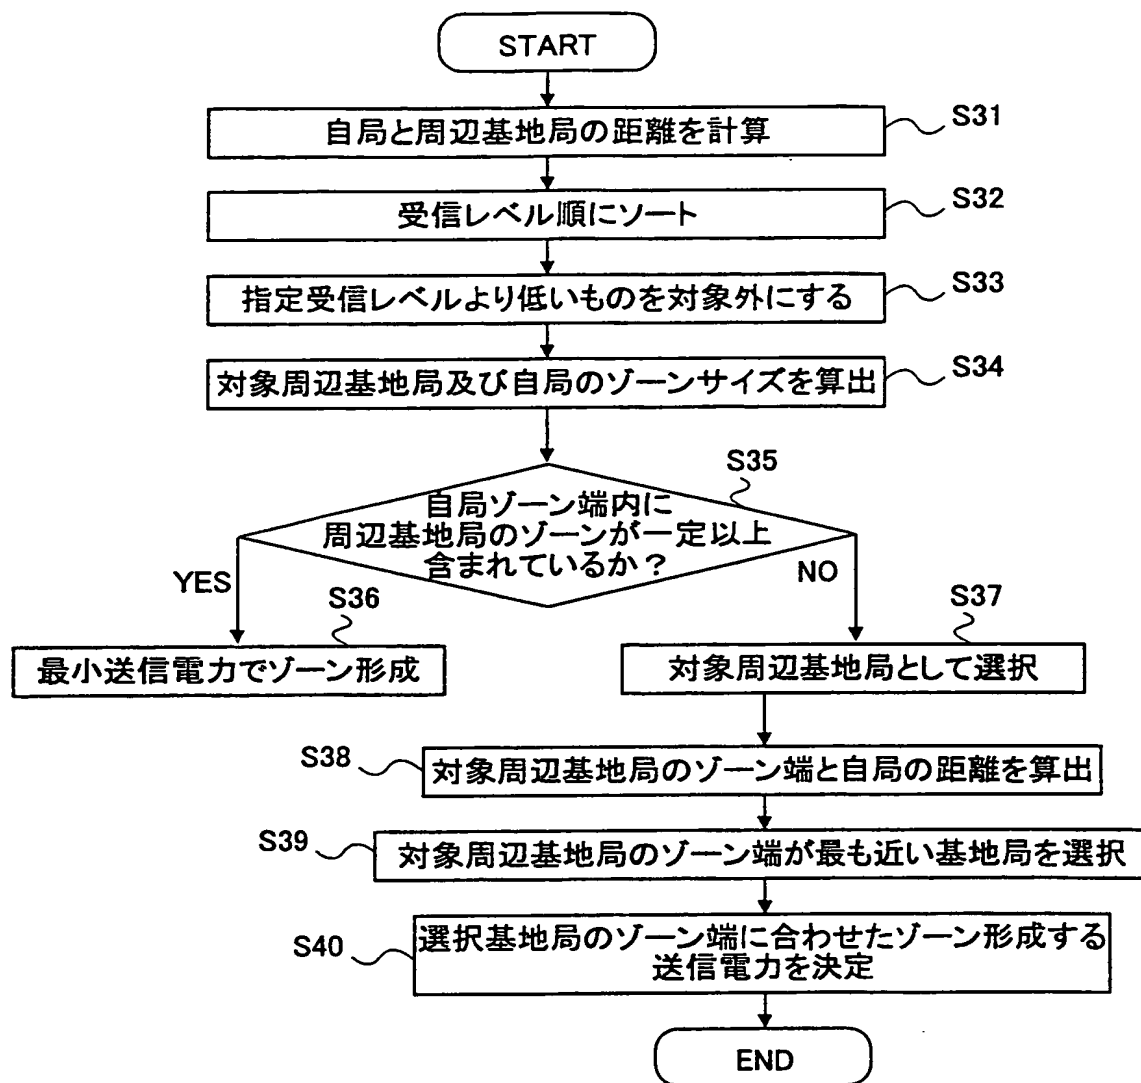 START
自局と周辺基地局の距離を計算
S31
受信レベル順にソート
S32
指定受信レベルより低いものを対象外にする
S33
対象周辺基地局及び自局のゾーンサイズを算出
S34
S35
自局ゾーン端内に
周辺基地局のゾーンが一定以上
含まれているか？
YES
NO
S36
最小送信電力でゾーン形成
S37
対象周辺基地局として選択
S38
対象周辺基地局のゾーン端と自局の距離を算出
S39
対象周辺基地局のゾーン端が最も近い基地局を選択
S40
選択基地局のゾーン端に合わせたゾーン形成する
送信電力を決定
END